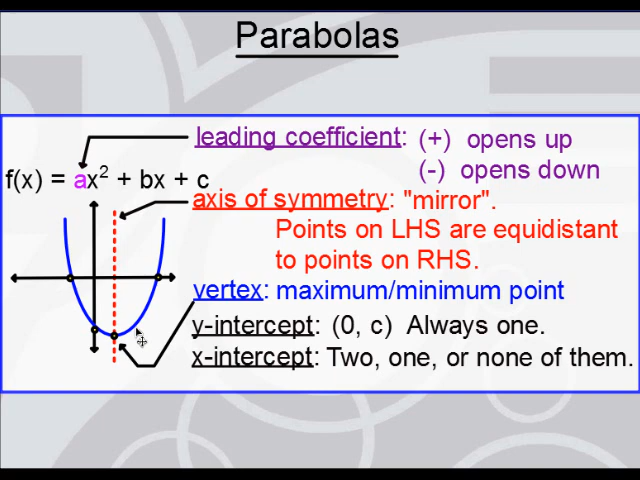 Parabolas
leading coefficient: (+) opens up
(-) opens down
f(x) = ax² + bx + c
axis of symmetry: "mirror".
Points on LHS are equidistant
to points on RHS.
vertex: maximum/minimum point
y-intercept: (0, c) Always one.
x-intercept: Two, one, or none of them.